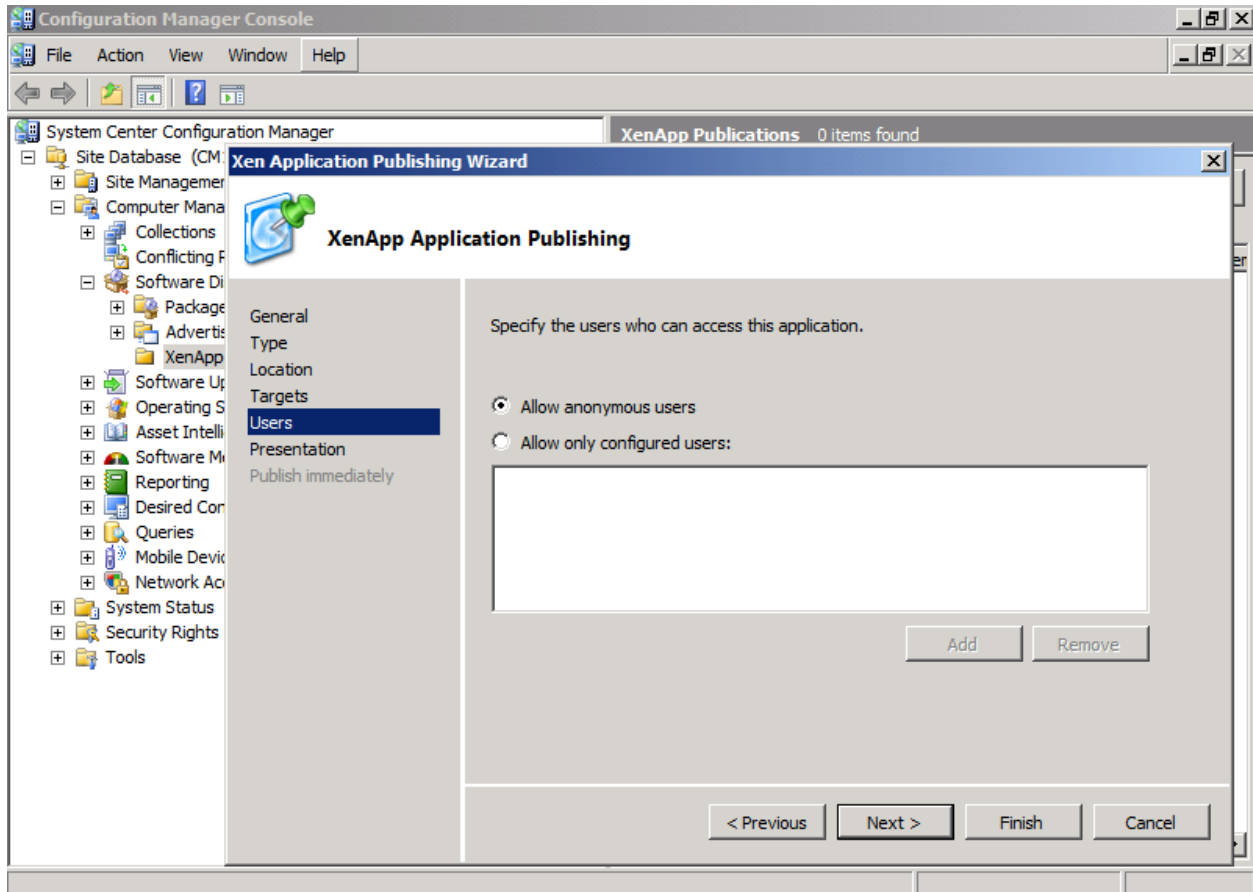 Configuration Manager Console
File Action View Window Help
System Center Configuration Manager
XenApp Publications 0 items found
Site Database (CM
Site Managemer
Computer Mana
Collections
Conflicting
Software Di
Package
Advertis
XenApp
Software Up
Operating S
Asset Intelli
Software Me
Reporting
Desired Con
Queries
Mobile Devic
Network Ac
System Status
Security Rights
Tools
Xen Application Publishing Wizard
XenApp Application Publishing
General
Type
Location
Targets
Users
Presentation
Publish immediately
Specify the users who can access this application.
Allow anonymous users
Allow only configured users:
Add Remove
< Previous Next > Finish Cancel
er